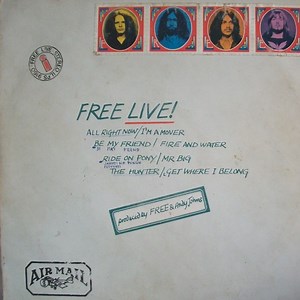 FREE LIVE!
ALL RIGHT NOW / I'M A MOVER
BE MY FRIEND / FIRE AND WATER
RIDE ON PONY / MR BIG
THE HUNTER / GET WHERE I BELONG
produced by FREE & Andy Johns
AIR MAIL